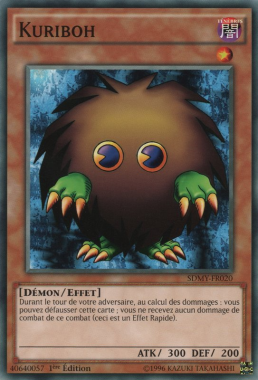 KURIBOH
TÉNÈBRES
闇
SDMY-FR020
[DÉMON/EFFET]
Durant le tour de votre adversaire, au calcul des dommages : vous
pouvez défausser cette carte ; vous ne recevez aucun dommage de
combat de ce combat (ceci est un Effet Rapide).
ATK/ 300 DEF/ 200
40640057 1st Edition ©1996 KAZUKI TAKAHASHI